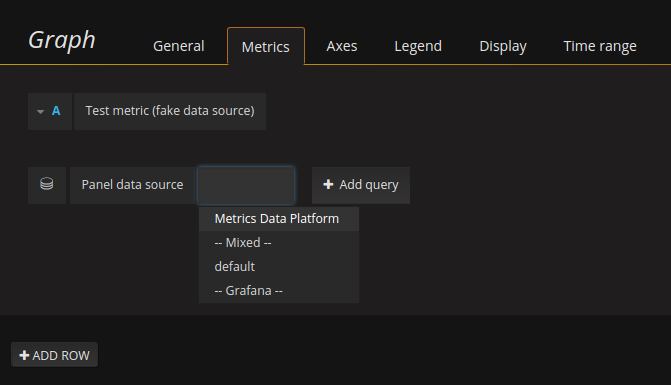 Graph General Metrics Axes Legend Display Time range
A Test metric (fake data source)
Panel data source Add query
Metrics Data Platform
-- Mixed --
default
-- Grafana --
ADD ROW